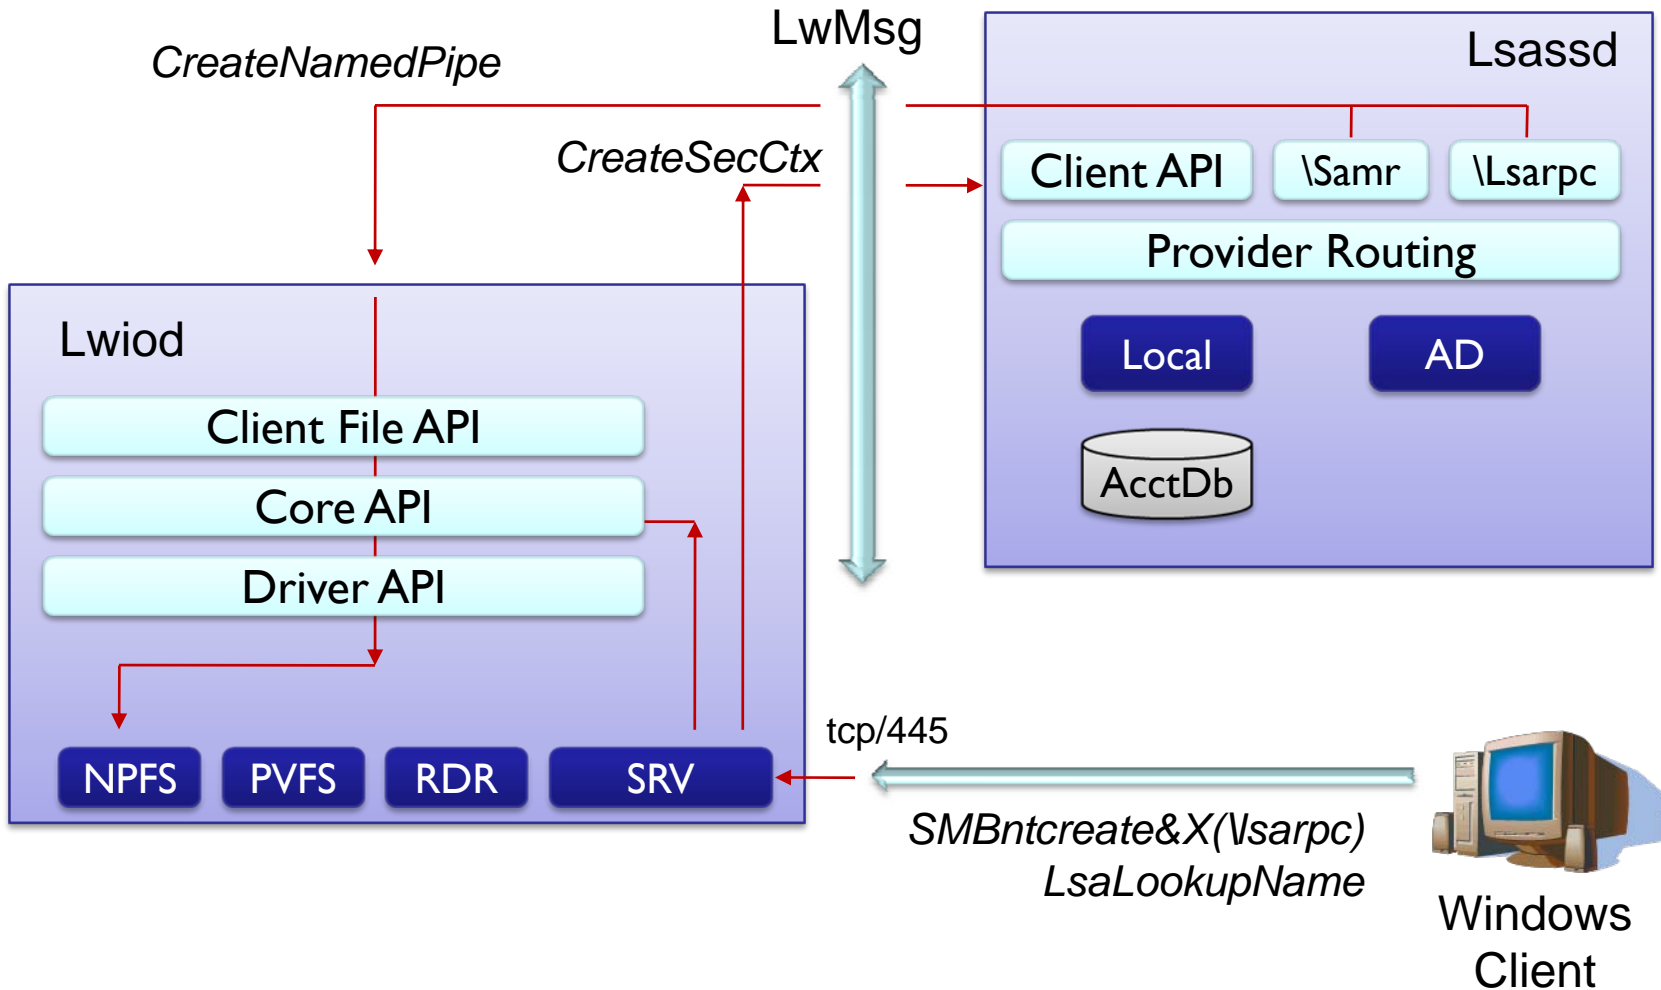 LwMsg
CreateNamedPipe
CreateSecCtx
Lsassd
Client API
\Samr
\Lsarpc
Provider Routing
Local
AD
AcctDb
Lwiod
Client File API
Core API
Driver API
NPFS
PVFS
RDR
SRV
tcp/445
SMBntcreate&X(\lsarpc)
LsaLookupName
Windows
Client